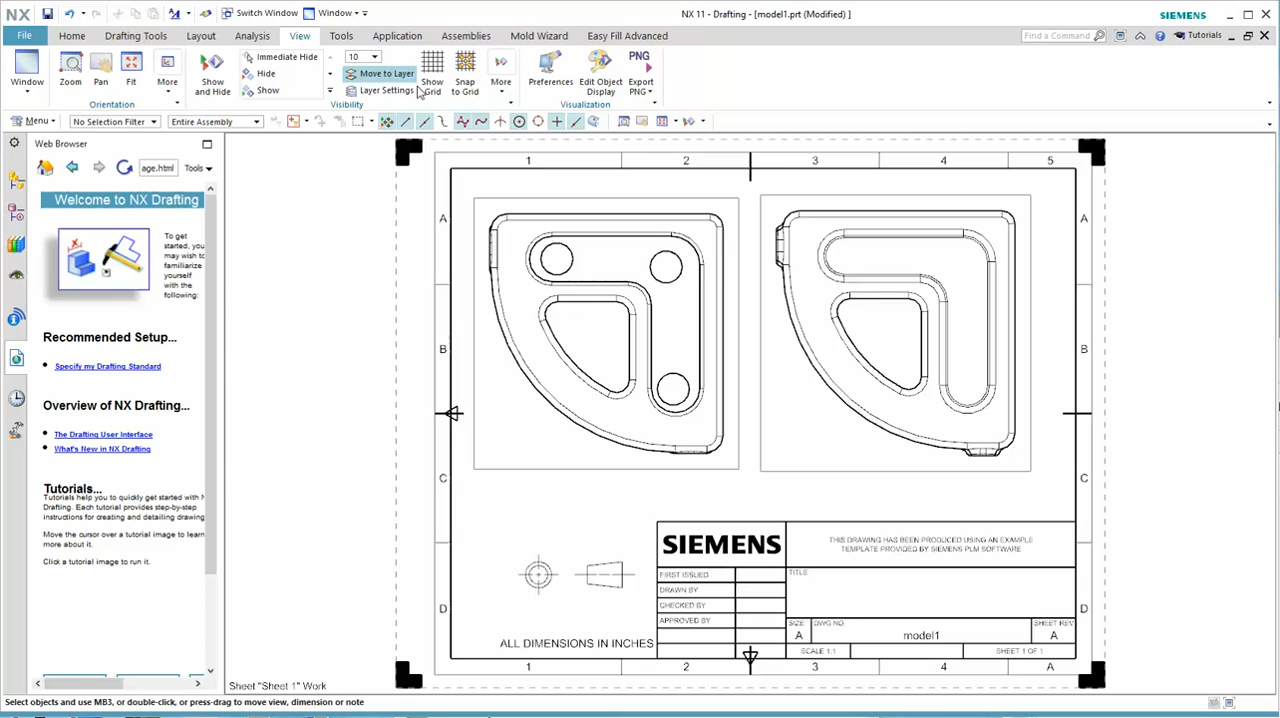 NX Switch Window Window NX 11 - Drafting - [model1.prt (Modified) ] SIEMENS
File Home Drafting Tools Layout Analysis View Tools Application Assemblies Mold Wizard Easy Fill Advanced Find a Command Tutorials
Window
Zoom Pan Fit More
Orientation
Show and Hide
Immediate Hide
Hide
Show
10
Move to Layer
Layer Settings
Show Grid
Snap to Grid
More
Visibility
Preferences
Edit Object Display
PNG
Export PNG
Visualization
Menu No Selection Filter Entire Assembly
Web Browser
age.html Tools
Welcome to NX Drafting
To get
started, you
may wish to
familiarize
yourself
with the
following:
Recommended Setup...
Specify my Drafting Standard
Overview of NX Drafting...
The Drafting User Interface
What's New in NX Drafting
Tutorials...
Tutorials help you to quickly get started with N
Drafting. Each tutorial provides step-by-step
instructions for creating and detailing drawing
Move the cursor over a tutorial image to learn
more about it.
Click a tutorial image to run it.
1 2 3 4 5
A A
B B
C C
D D
SIEMENS
THIS DRAWING HAS BEEN PRODUCED USING AN EXAMPLE
TEMPLATE PROVIDED BY SIEMENS PLM SOFTWARE
FIRST ISSUED
TITLE
DRAWN BY
CHECKED BY
APPROVED BY
SIZE
A
DWG NO.
model1
SHEET REV
A
ALL DIMENSIONS IN INCHES
SCALE 1:1
SHEET 1 OF 1
1 2 3 4 A
Sheet "Sheet 1" Work
Select objects and use MB3, or double-click, or press-drag to move view, dimension or note